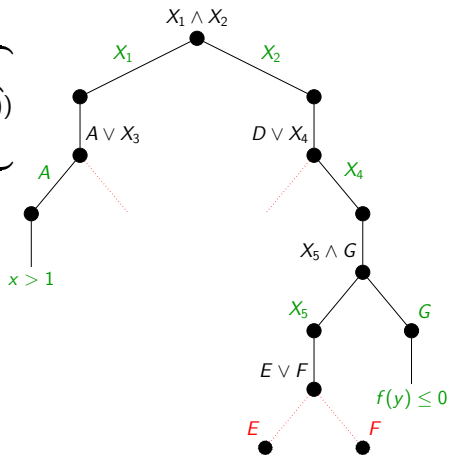 X₁ ∧ X₂
X₁ X₂
)
A ∨ X₃ D ∨ X₄
A X₄
x > 1
X₅ ∧ G
X₅ G
E ∨ F
f(y) ≤ 0
E F